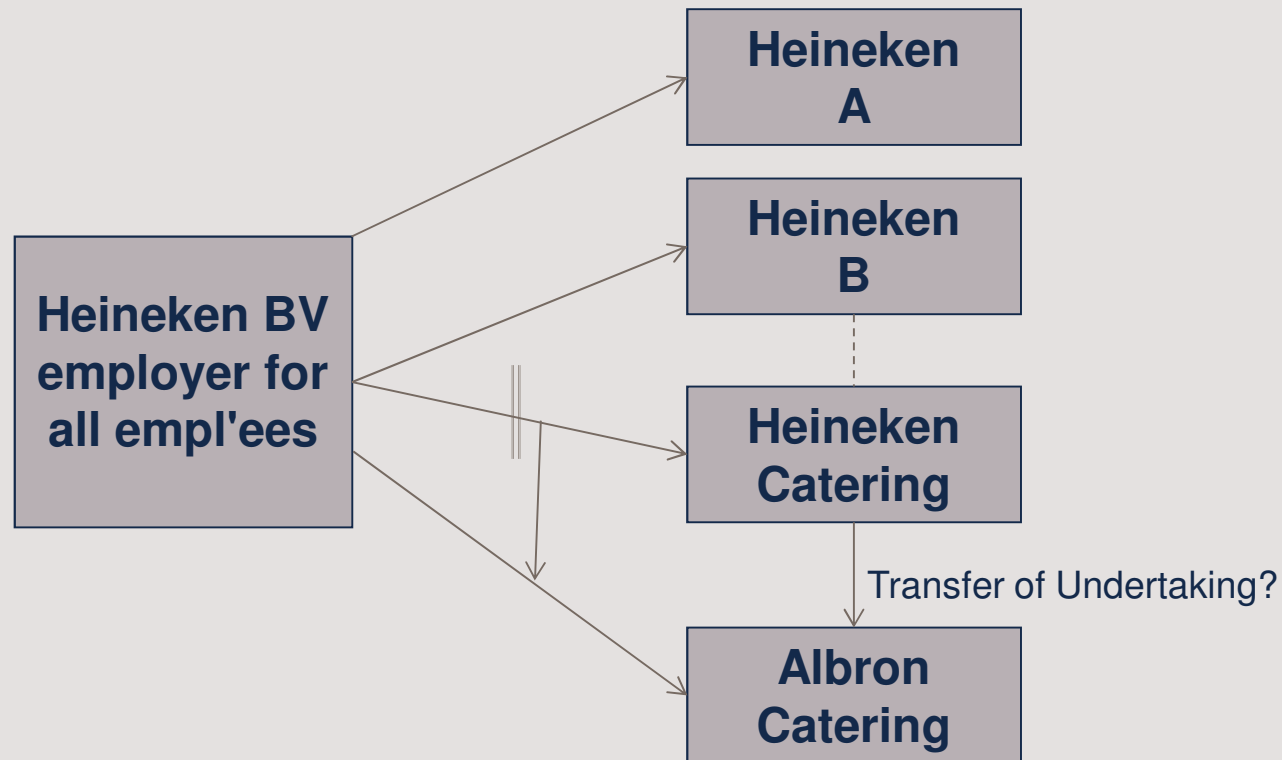 Heineken
A
Heineken
B
Heineken BV
employer for
all empl'ees
Heineken
Catering
Transfer of Undertaking?
Albron
Catering